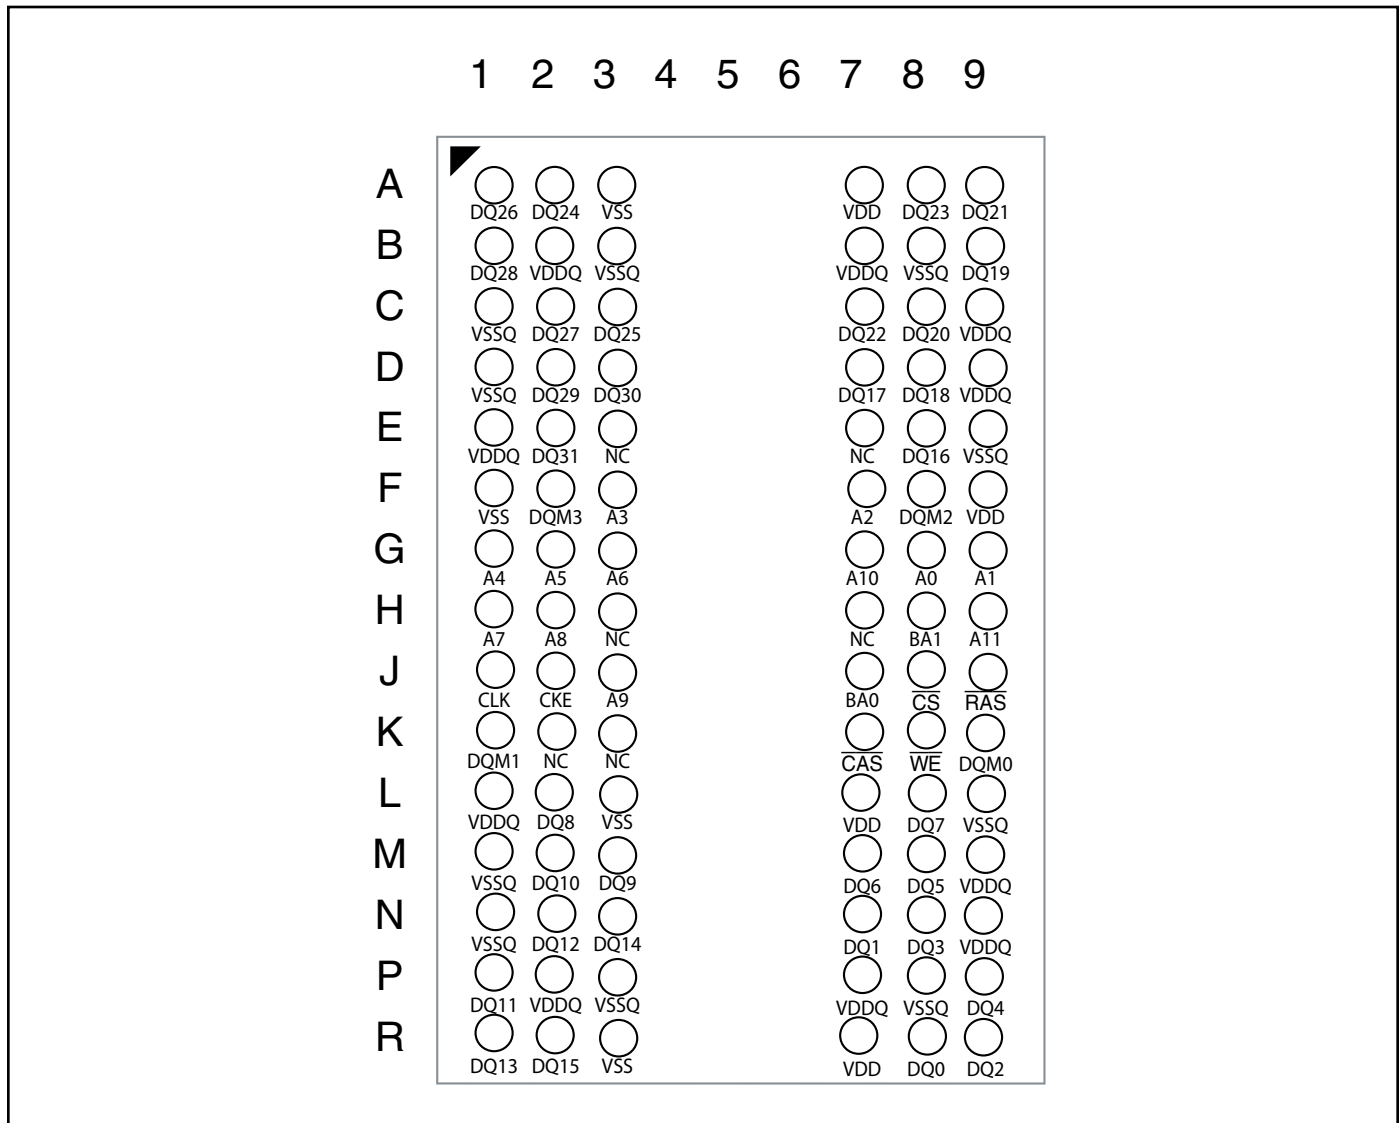 1 2 3 4 5 6 7 8 9
A
DQ26 DQ24 VSS VDD DQ23 DQ21
B
DQ28 VDDQ VSSQ VDDQ VSSQ DQ19
C
VSSQ DQ27 DQ25 DQ22 DQ20 VDDQ
D
VSSQ DQ29 DQ30 DQ17 DQ18 VDDQ
E
VDDQ DQ31 NC NC DQ16 VSSQ
F
VSS DQM3 A3 A2 DQM2 VDD
G
A4 A5 A6 A10 A0 A1
H
A7 A8 NC NC BA1 A11
J
CLK CKE A9 BA0 C̅S̅ R̅A̅S̅
K
DQM1 NC NC C̅A̅S̅ W̅E̅ DQM0
L
VDDQ DQ8 VSS VDD DQ7 VSSQ
M
VSSQ DQ10 DQ9 DQ6 DQ5 VDDQ
N
VSSQ DQ12 DQ14 DQ1 DQ3 VDDQ
P
DQ11 VDDQ VSSQ VDDQ VSSQ DQ4
R
DQ13 DQ15 VSS VDD DQ0 DQ2